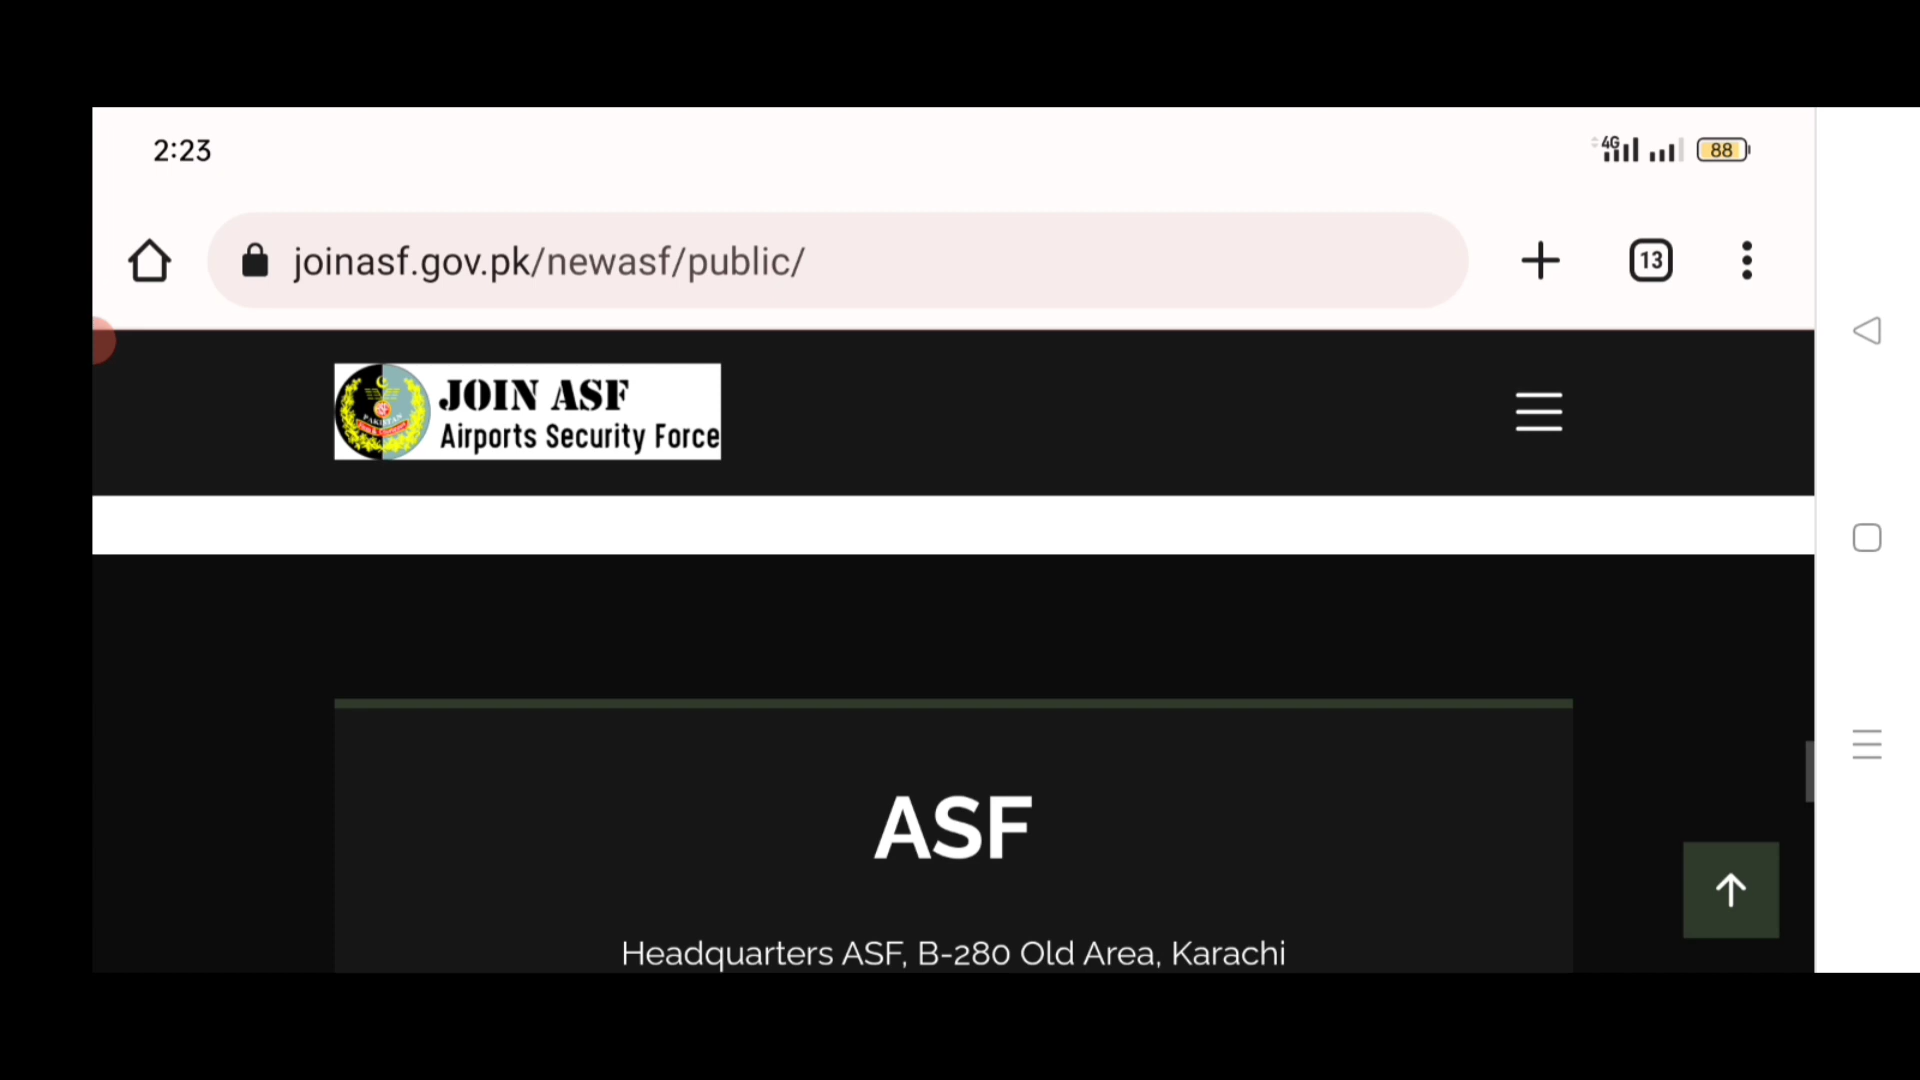 2:23
4G
88
joinasf.gov.pk/newasf/public/
13
JOIN ASF
Airports Security Force
PAKISTAN
ASF
Headquarters ASF, B-280 Old Area, Karachi